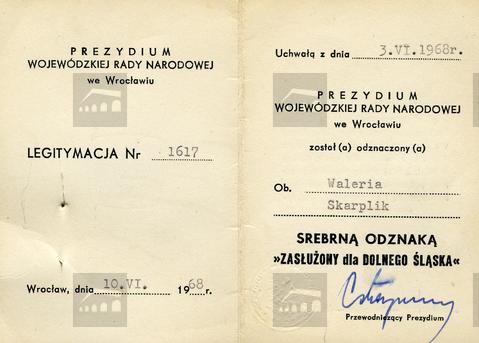 PREZYDIUM
WOJEWÓDZKIEJ RADY NARODOWEJ
we Wrocławiu
LEGITYMACJA Nr 1617
Wrocław, dnia 10.VI. 1968 r.
Uchwałą z dnia 3.VI.1968r.
PREZYDIUM
WOJEWÓDZKIEJ RADY NARODOWEJ
we Wrocławiu
został (a) odznaczony (a)
Ob. Waleria
Skarplik
SREBRNĄ ODZNAKĄ
»ZASŁUŻONY dla DOLNEGO ŚLĄSKA«
Przewodniczący Prezydium